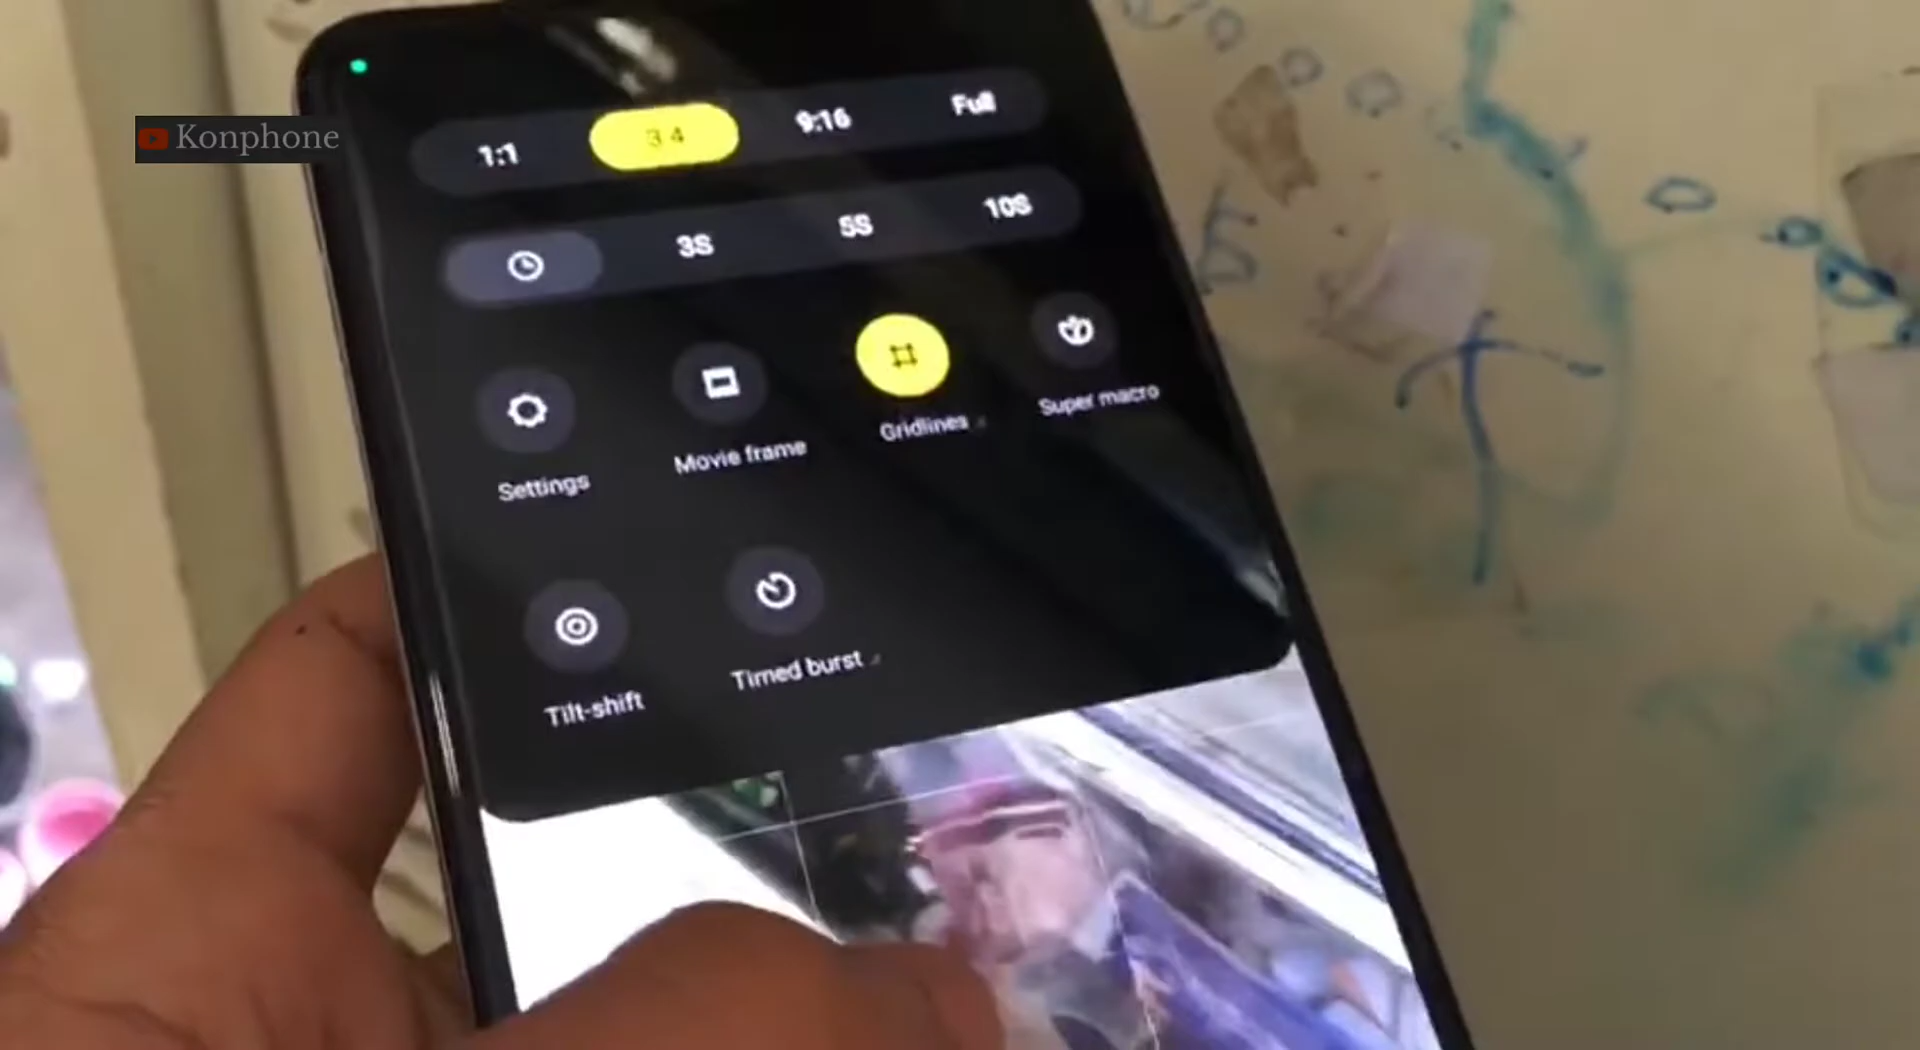 Konphone
1:1 3:4 9:16 Full
3S 5S 10S
Settings Movie frame Gridlines Super macro
Tilt-shift Timed burst